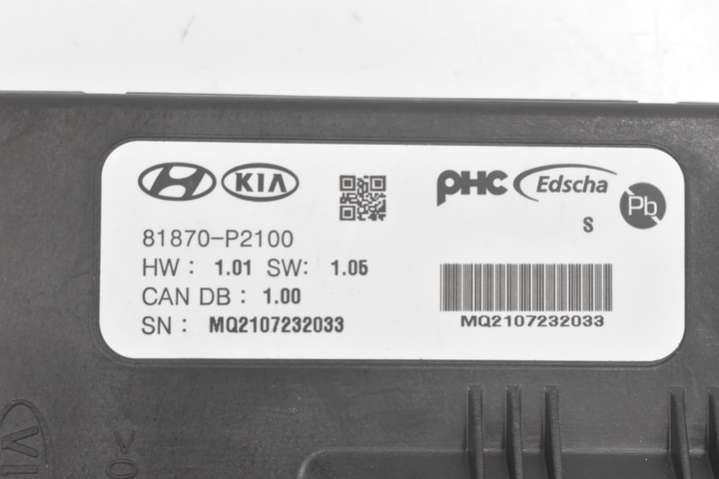 HYUNDAI KIA PHC Edscha Pb
S
81870-P2100
HW : 1.01 SW: 1.05
CAN DB : 1.00
SN : MQ2107232033
MQ2107232033